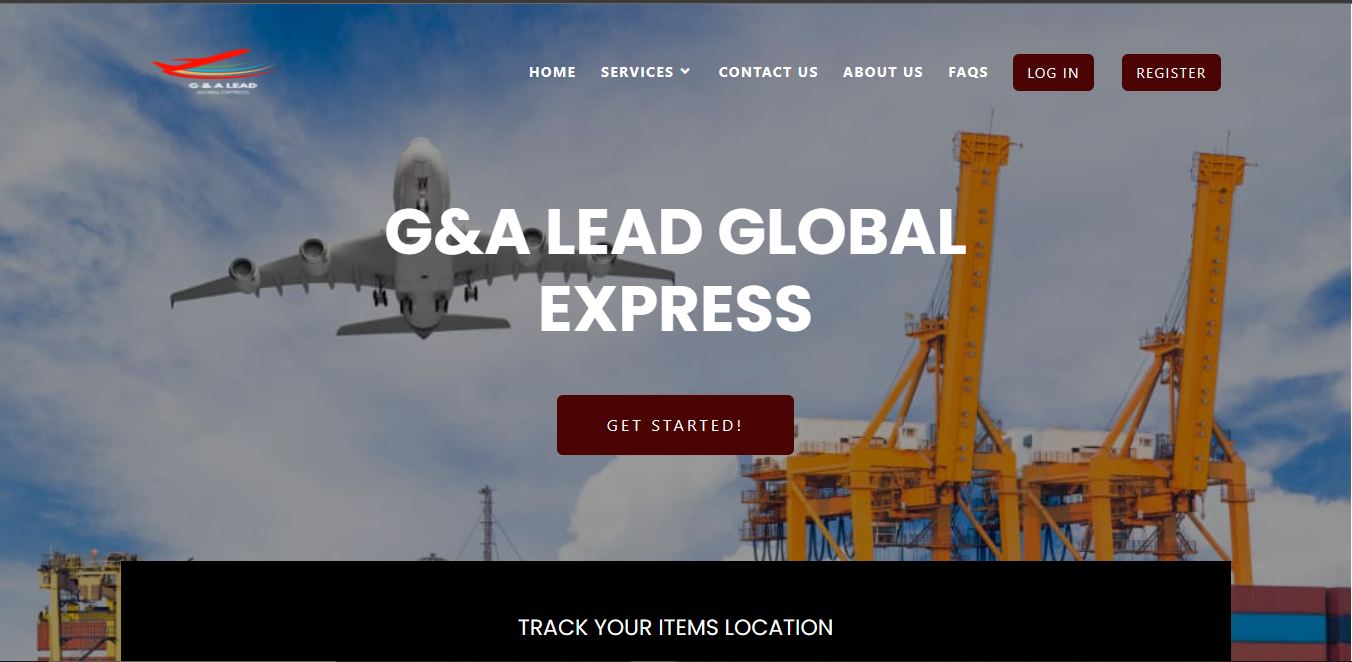 G & A LEAD
GLOBAL EXPRESS
HOME SERVICES CONTACT US ABOUT US FAQS LOG IN REGISTER
G&A LEAD GLOBAL
EXPRESS
GET STARTED!
TRACK YOUR ITEMS LOCATION